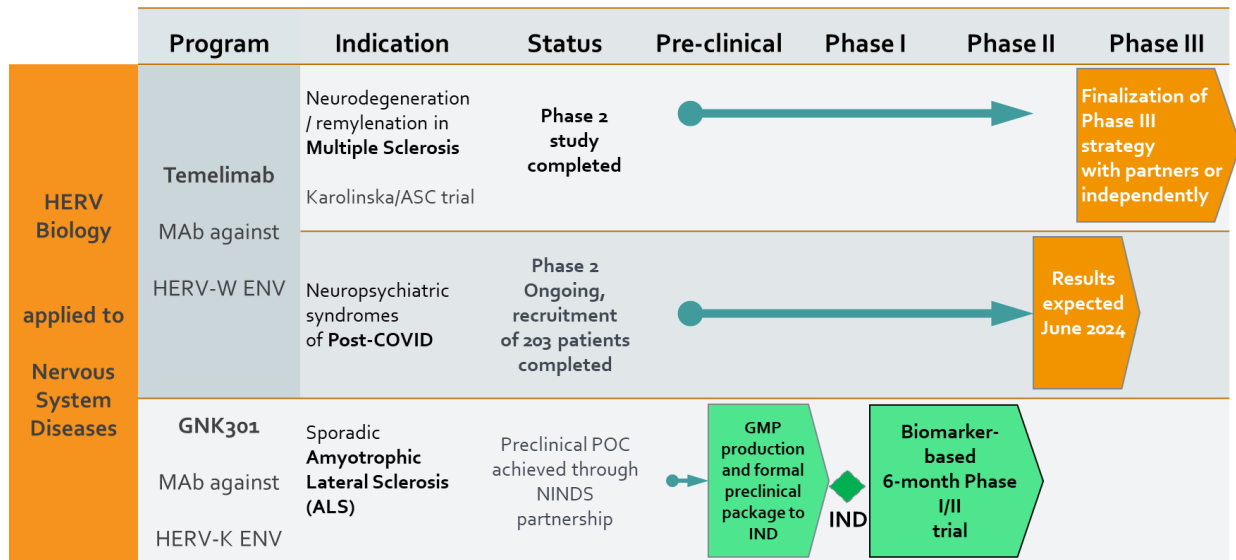 Program
Indication
Status
Pre-clinical
Phase I
Phase II
Phase III
HERV
Biology
applied to
Nervous
System
Diseases
Temelimab
MAb against
HERV-W ENV
Neurodegeneration
/ remylenation in
Multiple Sclerosis
Karolinska/ASC trial
Phase 2
study
completed
Finalization of
Phase III
strategy
with partners or
independently
Neuropsychiatric
syndromes
of Post-COVID
Phase 2
Ongoing,
recruitment
of 203 patients
completed
Results
expected
June 2024
GNK301
MAb against
HERV-K ENV
Sporadic
Amyotrophic
Lateral Sclerosis
(ALS)
Preclinical POC
achieved through
NINDS
partnership
GMP
production
and formal
preclinical
package to
IND
IND
Biomarker-
based
6-month Phase
I/II
trial